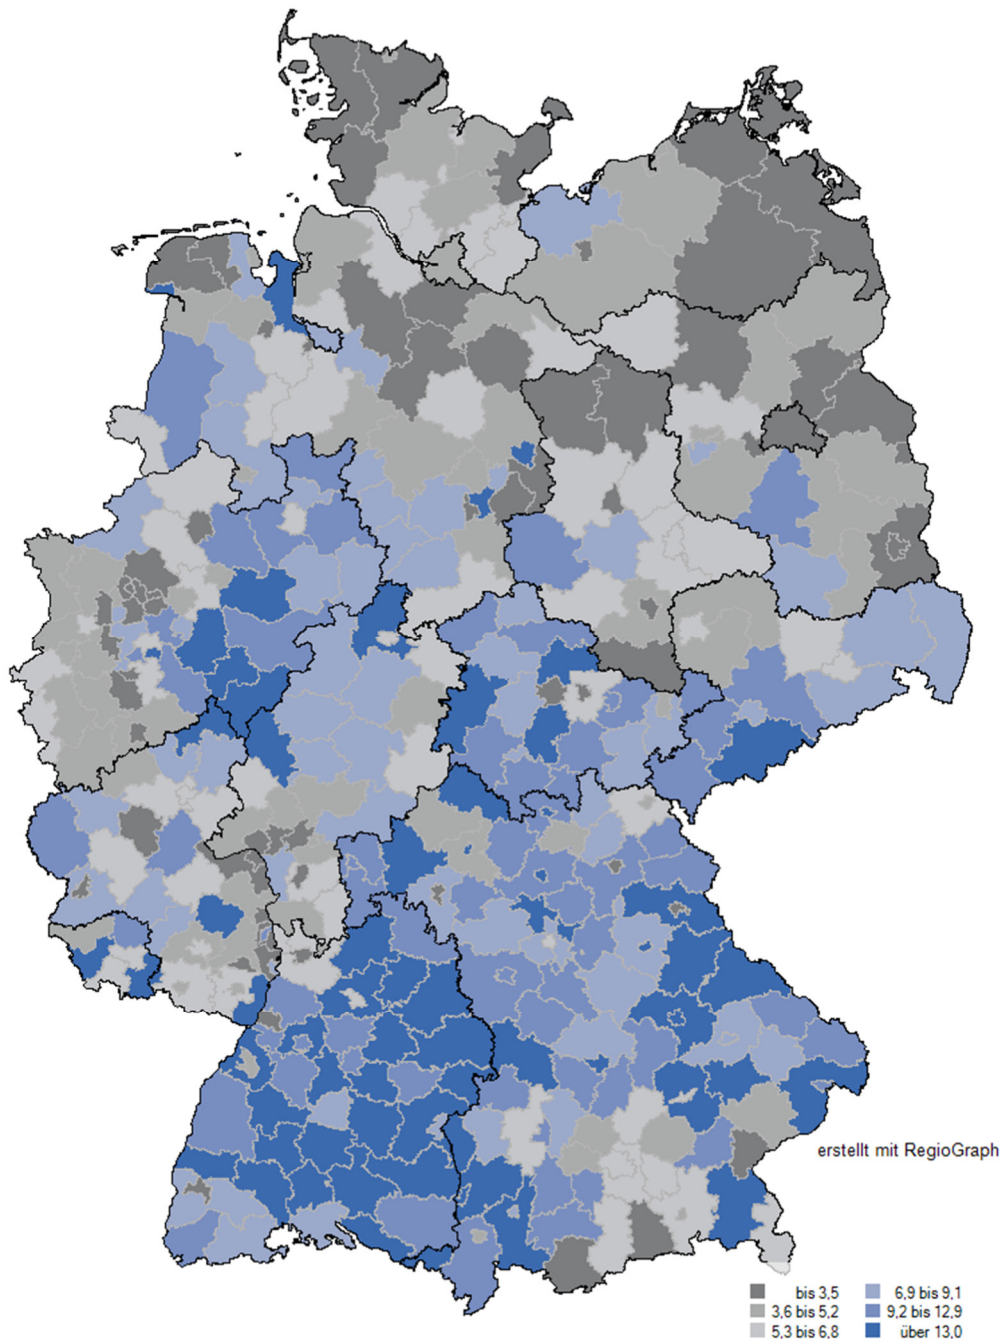 erstellt mit RegioGraph
bis 3,5
3,6 bis 5,2
5,3 bis 6,8
6,9 bis 9,1
9,2 bis 12,9
über 13,0